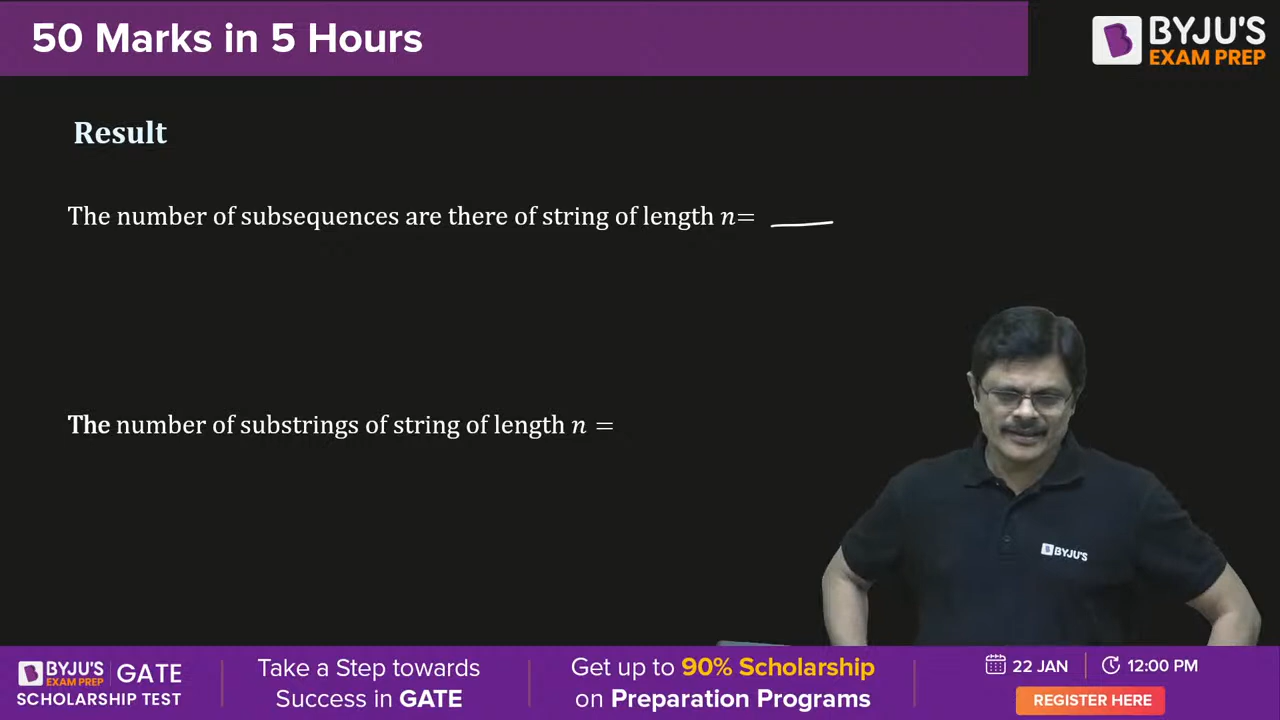 50 Marks in 5 Hours
BYJU'S
EXAM PREP
Result
The number of subsequences are there of string of length n=
The number of substrings of string of length n =
BYJU'S
BYJU'S
EXAM PREP
GATE
SCHOLARSHIP TEST
Take a Step towards
Success in GATE
Get up to 90% Scholarship
on Preparation Programs
22 JAN
12:00 PM
REGISTER HERE